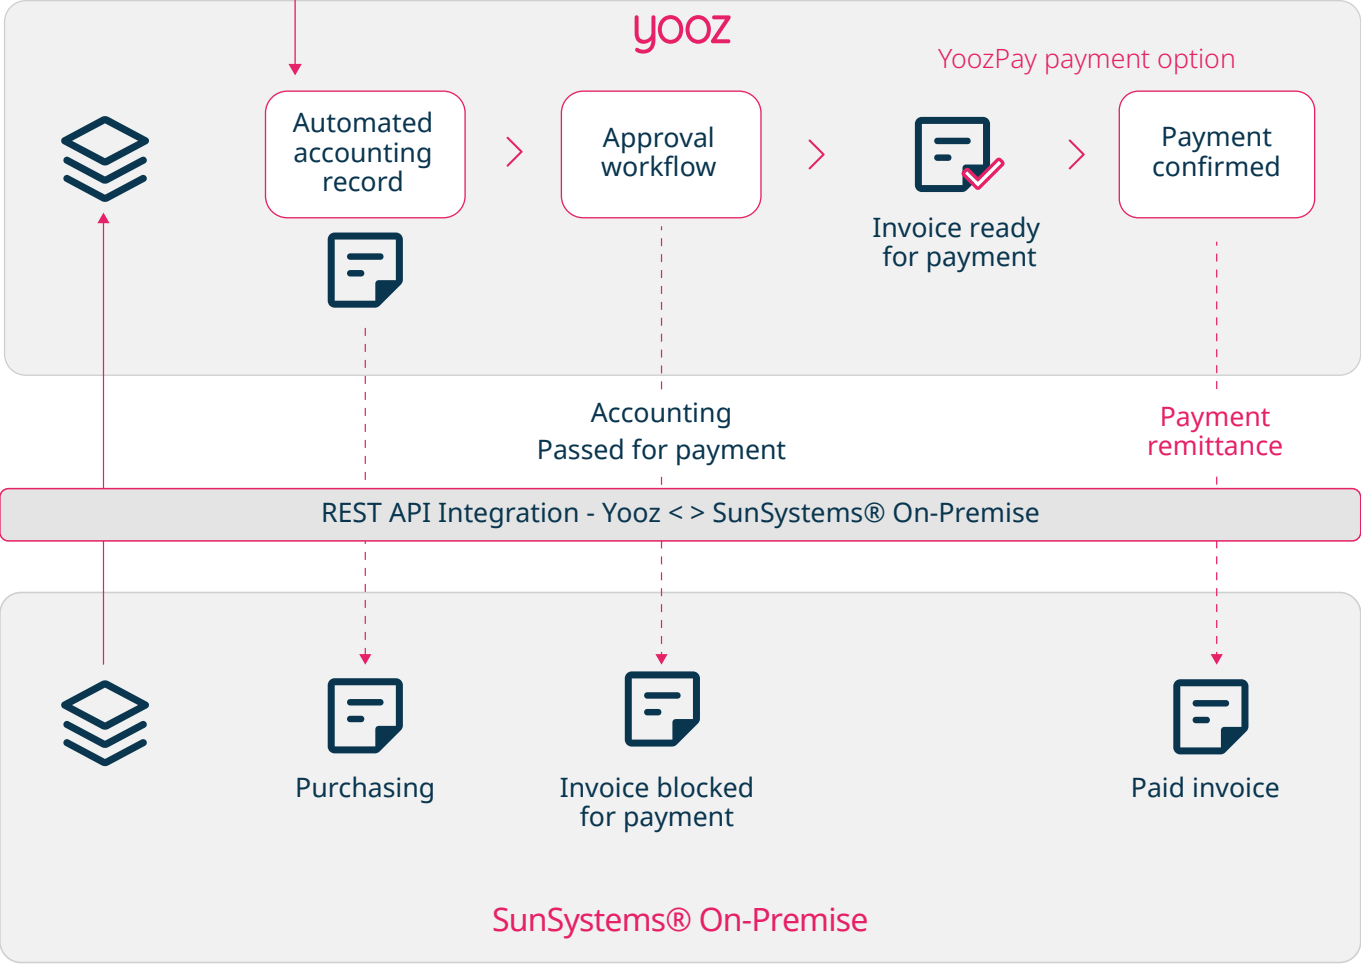 yooz
YoozPay payment option
Automated
accounting
record
Approval
workflow
Invoice ready
for payment
Payment
confirmed
Accounting
Passed for payment
Payment
remittance
REST API Integration - Yooz < > SunSystems® On-Premise
Purchasing
Invoice blocked
for payment
Paid invoice
SunSystems® On-Premise